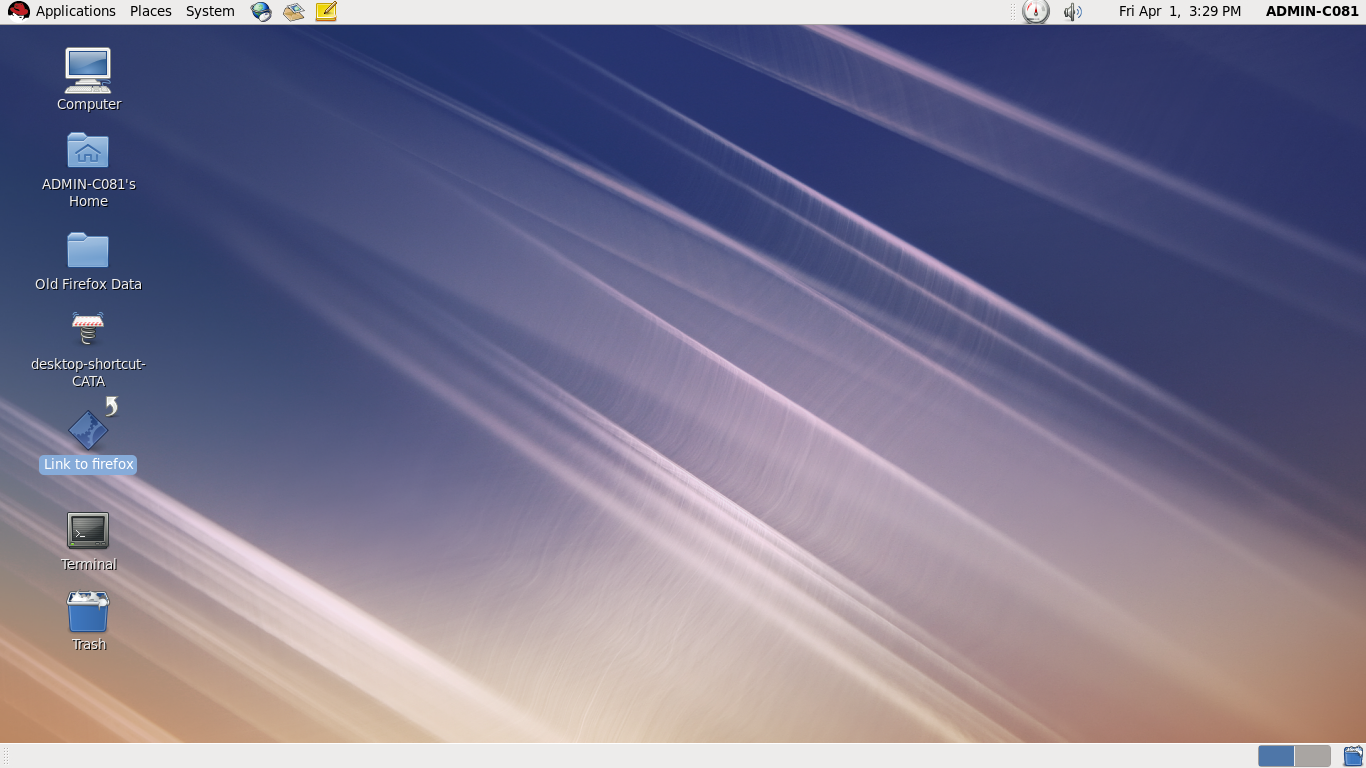 Applications Places System Fri Apr 1, 3:29 PM ADMIN-C081
Computer
ADMIN-C081's
Home
Old Firefox Data
desktop-shortcut-
CATA
Link to firefox
Terminal
Trash